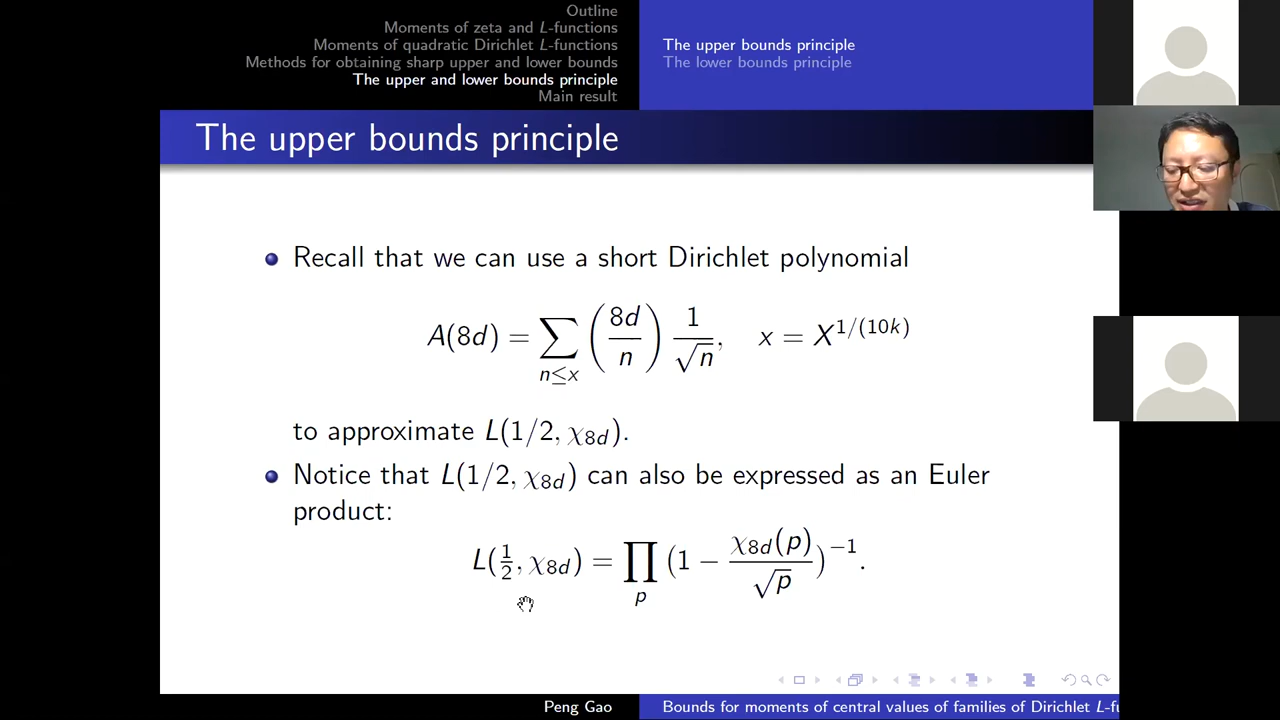 Outline
Moments of zeta and L-functions
Moments of quadratic Dirichlet L-functions
Methods for obtaining sharp upper and lower bounds
The upper and lower bounds principle
Main result
The upper bounds principle
The lower bounds principle
The upper bounds principle
Recall that we can use a short Dirichlet polynomial
A(8d) = ∑_{n≤x} (8d/n) 1/√n, x = X^{1/(10k)}
to approximate L(1/2, χ_{8d}).
Notice that L(1/2, χ_{8d}) can also be expressed as an Euler
product:
L(1/2, χ_{8d}) = ∏_p (1 − χ_{8d}(p)/√p)^{−1}.
Peng Gao
Bounds for moments of central values of families of Dirichlet L-fu